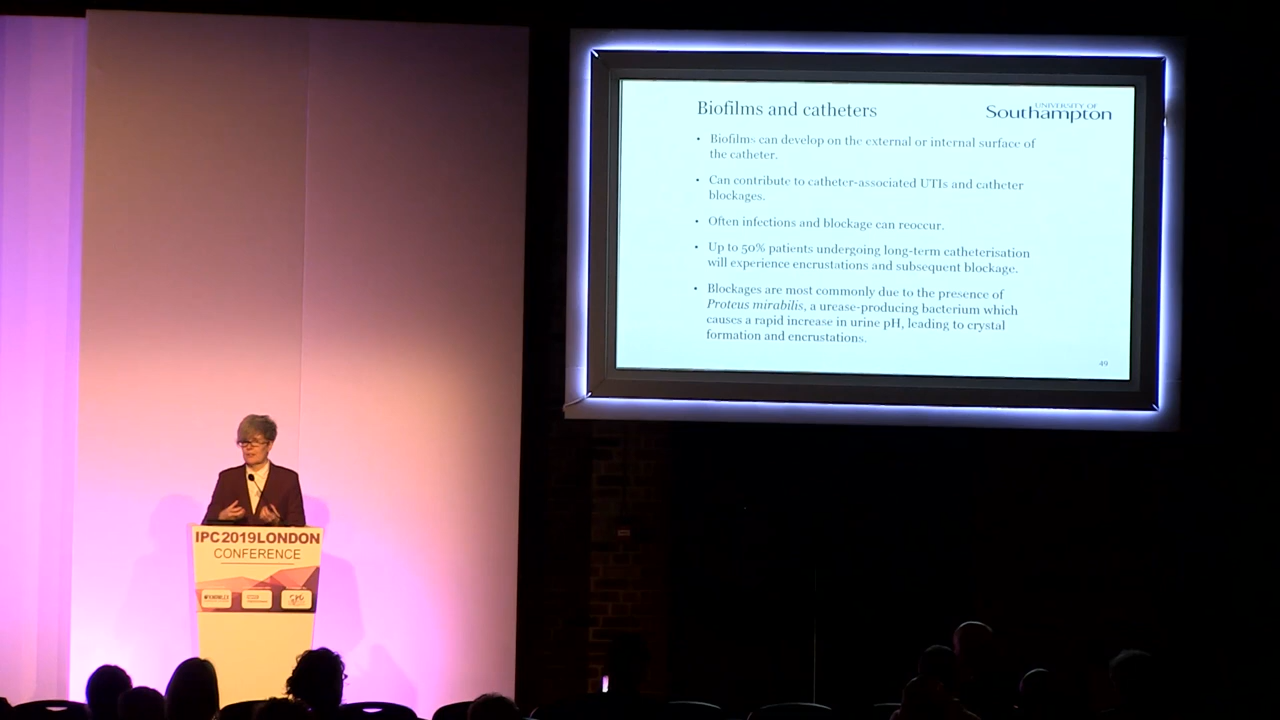 Biofilms and catheters
UNIVERSITY OF
Southampton
• Biofilms can develop on the external or internal surface of
the catheter.
• Can contribute to catheter-associated UTIs and catheter
blockages.
• Often infections and blockage can reoccur.
• Up to 50% patients undergoing long-term catheterisation
will experience encrustations and subsequent blockage.
• Blockages are most commonly due to the presence of
Proteus mirabilis, a urease-producing bacterium which
causes a rapid increase in urine pH, leading to crystal
formation and encrustations.
49
IPC2019LONDON
CONFERENCE